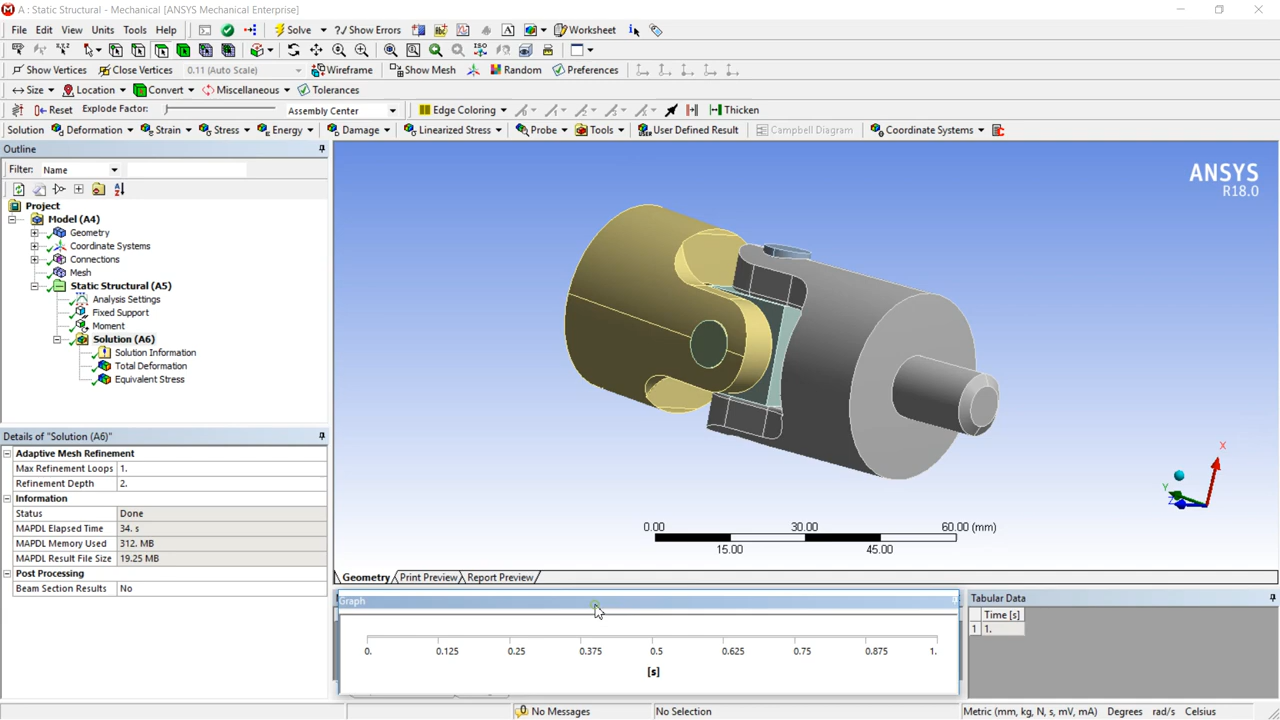 A : Static Structural - Mechanical [ANSYS Mechanical Enterprise]
File Edit View Units Tools Help Solve ?/ Show Errors A Worksheet i
Show Vertices Close Vertices 0.11 (Auto Scale) Wireframe Show Mesh Random Preferences
Size Location Convert Miscellaneous Tolerances
Reset Explode Factor: Assembly Center Edge Coloring Thicken
Solution Deformation Strain Stress Energy Damage Linearized Stress Probe Tools User Defined Result Campbell Diagram Coordinate Systems
Outline
Filter: Name
Project
Model (A4)
Geometry
Coordinate Systems
Connections
Mesh
Static Structural (A5)
Analysis Settings
Fixed Support
Moment
Solution (A6)
Solution Information
Total Deformation
Equivalent Stress
Details of "Solution (A6)"
Adaptive Mesh Refinement
Max Refinement Loops 1.
Refinement Depth 2.
Information
Status Done
MAPDL Elapsed Time 34. s
MAPDL Memory Used 312. MB
MAPDL Result File Size 19.25 MB
Post Processing
Beam Section Results No
ANSYS
R18.0
X
Y
Z
0.00 30.00 60.00 (mm)
15.00 45.00
Geometry Print Preview Report Preview
Graph
0. 0.125 0.25 0.375 0.5 0.625 0.75 0.875 1.
[s]
Tabular Data
Time [s]
1 1.
No Messages No Selection Metric (mm, kg, N, s, mV, mA) Degrees rad/s Celsius